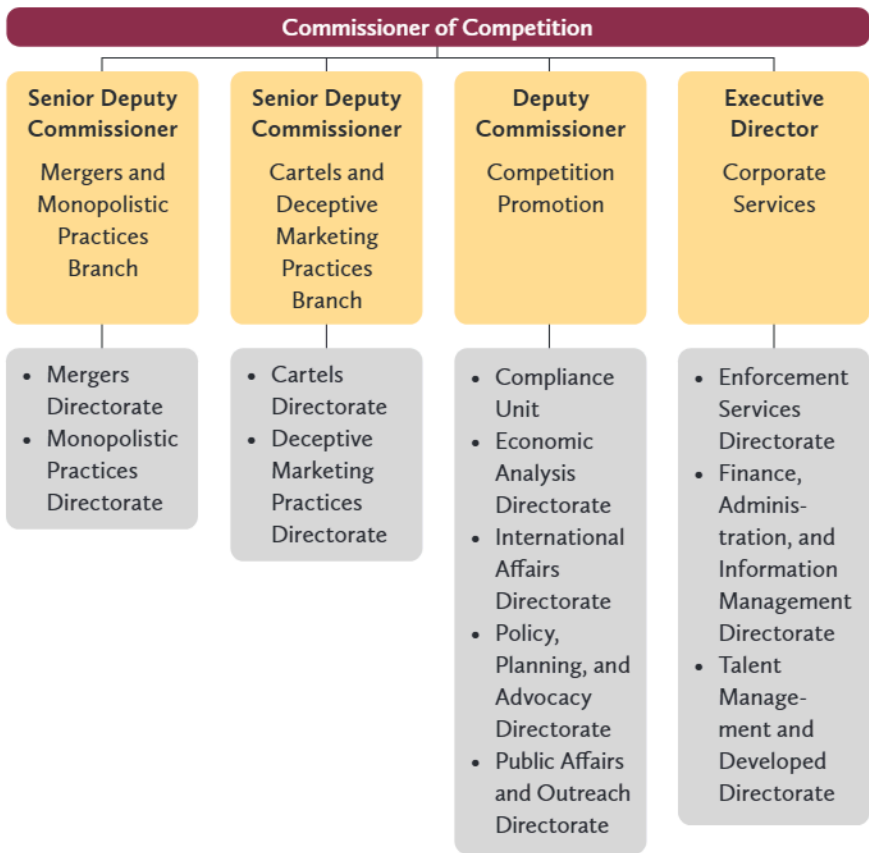 Commissioner of Competition
Senior Deputy
Commissioner
Mergers and
Monopolistic
Practices
Branch
Senior Deputy
Commissioner
Cartels and
Deceptive
Marketing
Practices
Branch
Deputy
Commissioner
Competition
Promotion
Executive
Director
Corporate
Services
• Mergers
Directorate
• Monopolistic
Practices
Directorate
• Cartels
Directorate
• Deceptive
Marketing
Practices
Directorate
• Compliance
Unit
• Economic
Analysis
Directorate
• International
Affairs
Directorate
• Policy,
Planning, and
Advocacy
Directorate
• Public Affairs
and Outreach
Directorate
• Enforcement
Services
Directorate
• Finance,
Adminis-
tration, and
Information
Management
Directorate
• Talent
Manage-
ment and
Developed
Directorate